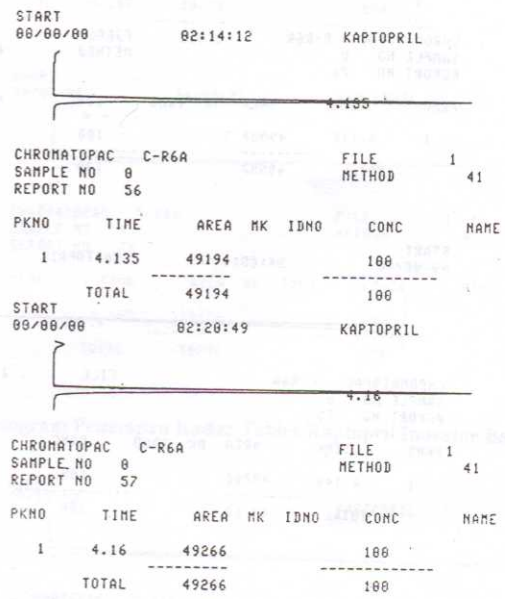 START
00/00/00 02:14:12 KAPTOPRIL
4.135
CHROMATOPAC C-R6A FILE 1
SAMPLE NO 0 METHOD 41
REPORT NO 56
PKNO TIME AREA MK IDNO CONC NAME
1 4.135 49194 100
TOTAL 49194 100
START
00/00/00 02:20:49 KAPTOPRIL
4.16
CHROMATOPAC C-R6A FILE 1
SAMPLE NO 0 METHOD 41
REPORT NO 57
PKNO TIME AREA MK IDNO CONC NAME
1 4.16 49266 100
TOTAL 49266 100